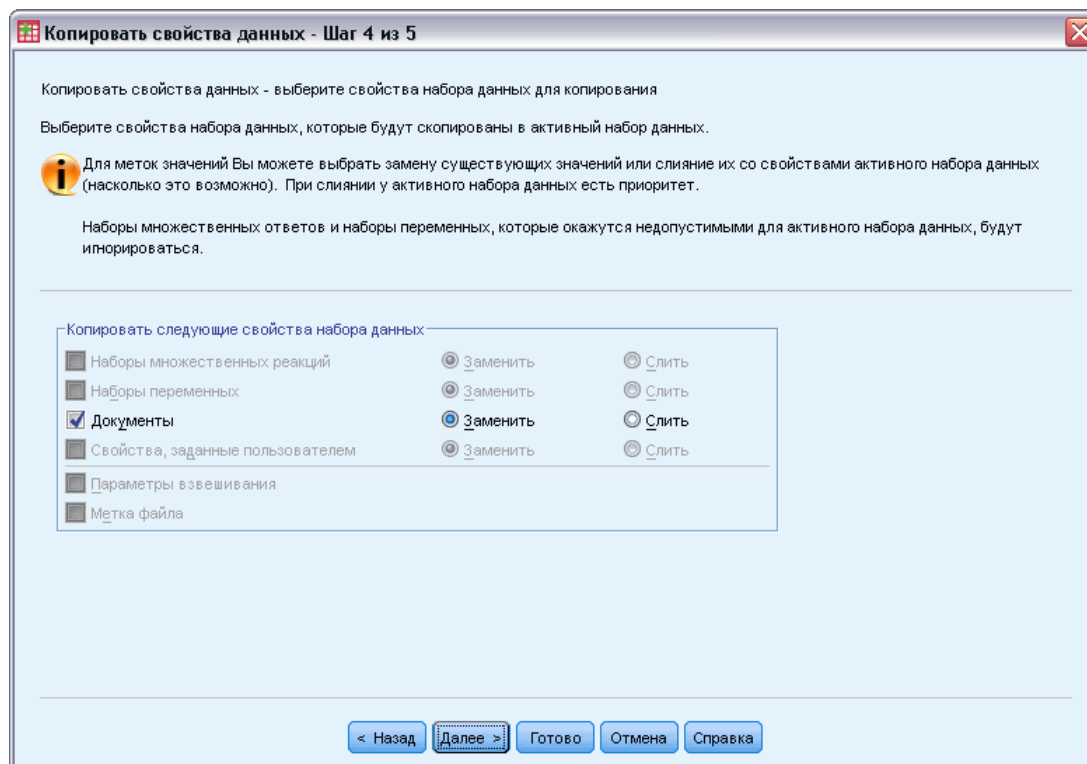 Копировать свойства данных - Шаг 4 из 5
Копировать свойства данных - выберите свойства набора данных для копирования
Выберите свойства набора данных, которые будут скопированы в активный набор данных.
Для меток значений Вы можете выбрать замену существующих значений или слияние их со свойствами активного набора данных
(насколько это возможно). При слиянии у активного набора данных есть приоритет.
Наборы множественных ответов и наборы переменных, которые окажутся недопустимыми для активного набора данных, будут
игнорироваться.
Копировать следующие свойства набора данных
Наборы множественных реакций Заменить Слить
Наборы переменных Заменить Слить
Документы Заменить Слить
Свойства, заданные пользователем Заменить Слить
Параметры взвешивания
Метка файла
< Назад Далее > Готово Отмена Справка